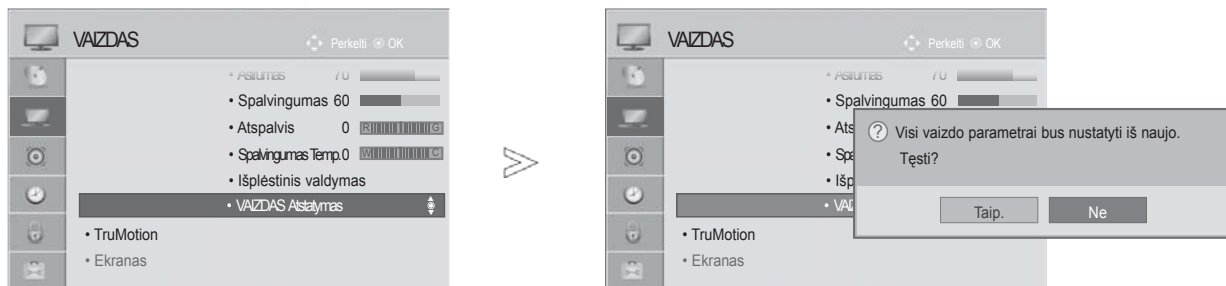 VAIZDAS Perkelti OK
• Aštrumas 70
• Spalvingumas 60
• Atspalvis 0 R G
• Spalvingumas Temp. 0 W C
• Išplėstinis valdymas
• VAIZDAS Atstatymas
• TruMotion
• Ekranas
VAIZDAS Perkelti OK
• Aštrumas 70
• Spalvingumas 60
• Ats
• Spa
• Išp
• VAI
• TruMotion
• Ekranas
? Visi vaizdo parametrai bus nustatyti iš naujo.
Tęsti?
Taip. Ne